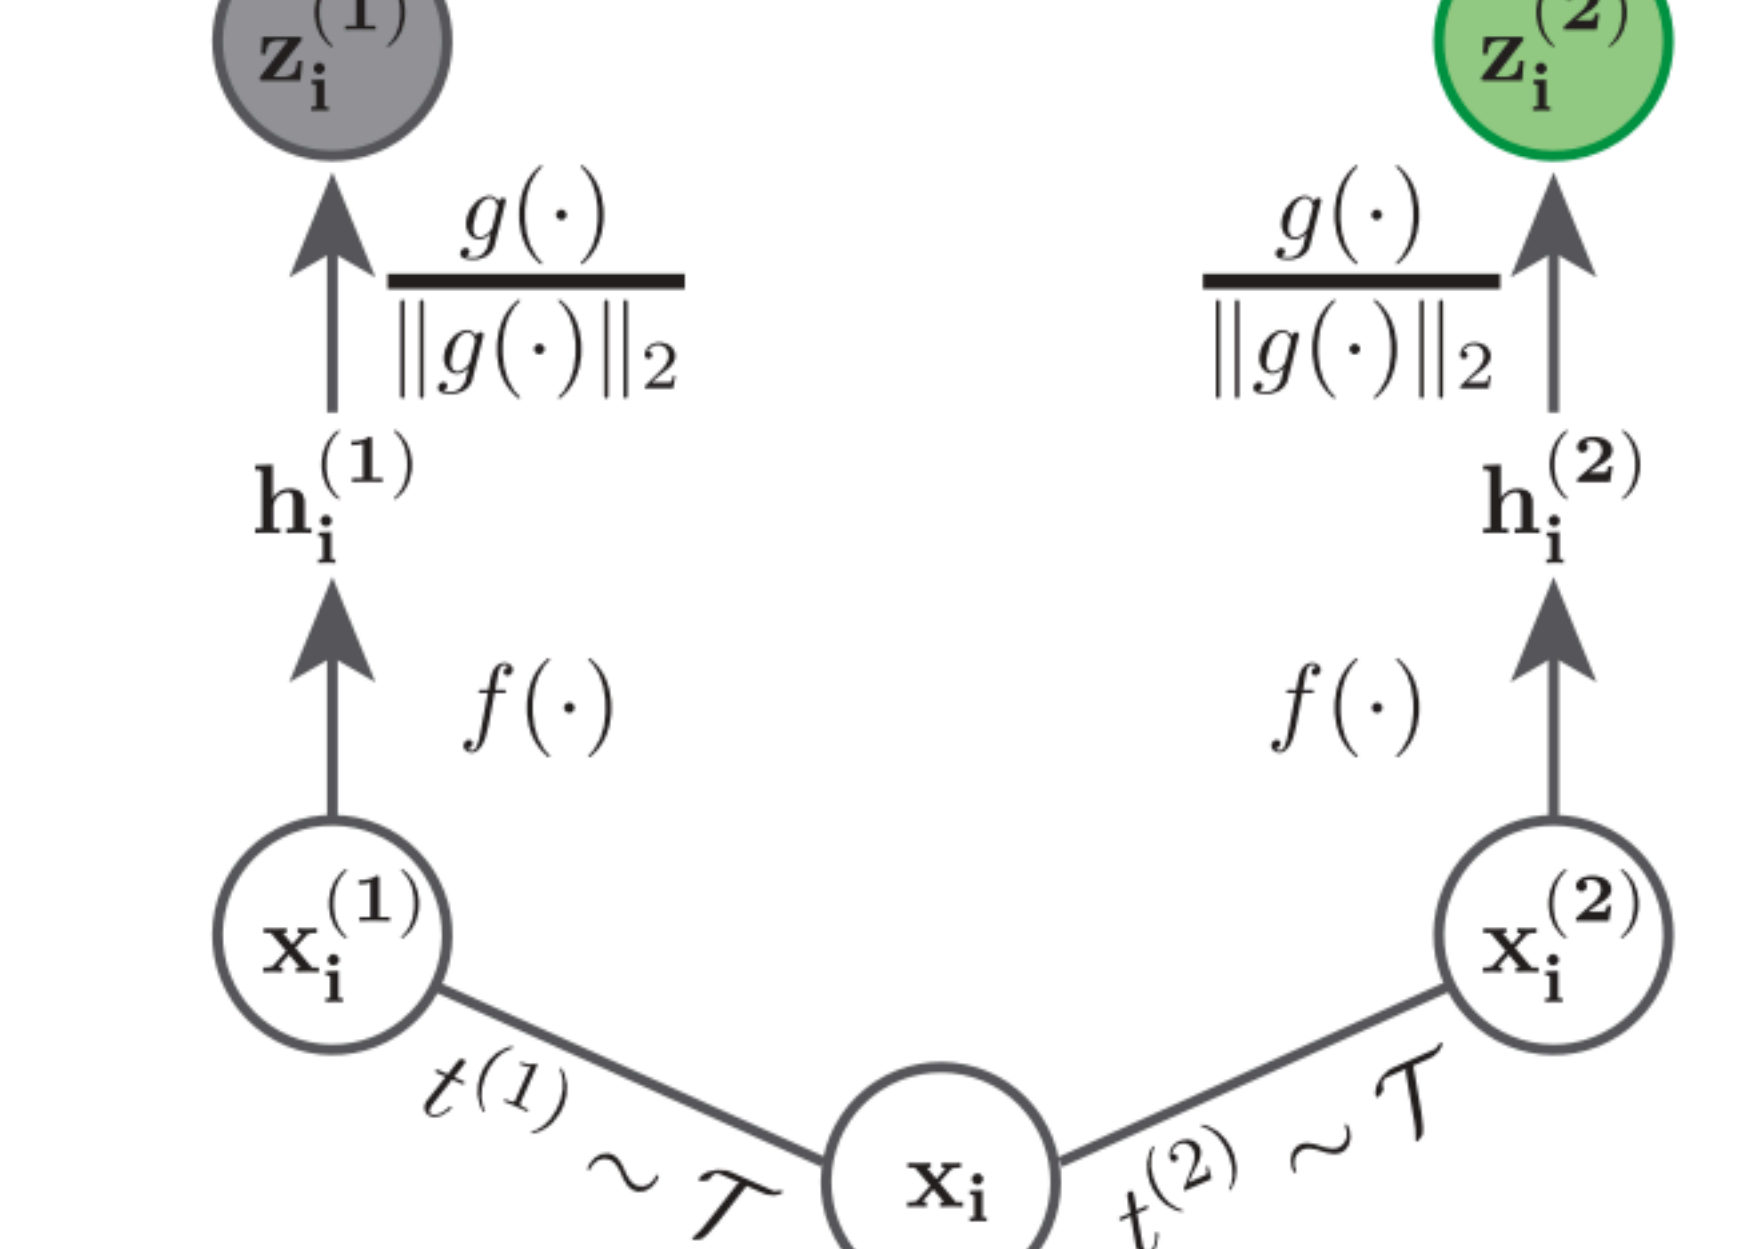 z_i^(1) z_i^(2)
g(·) g(·)
‖g(·)‖₂ ‖g(·)‖₂
h_i^(1) h_i^(2)
f(·) f(·)
x_i^(1) x_i^(2)
t^(1) ~ 𝒯 t^(2) ~ 𝒯
x_i